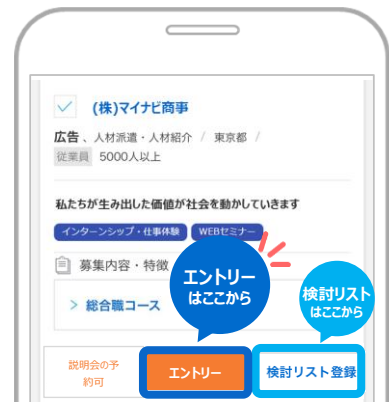 (株)マイナビ商事
広告、人材派遣・人材紹介 / 東京都 /
従業員 5000人以上
私たちが生み出した価値が社会を動かしていきます
インターンシップ・仕事体験 WEBセミナー
募集内容・特徴
エントリー
はここから
検討リスト
はここから
> 総合職コース
説明会の予
約可
エントリー
検討リスト登録